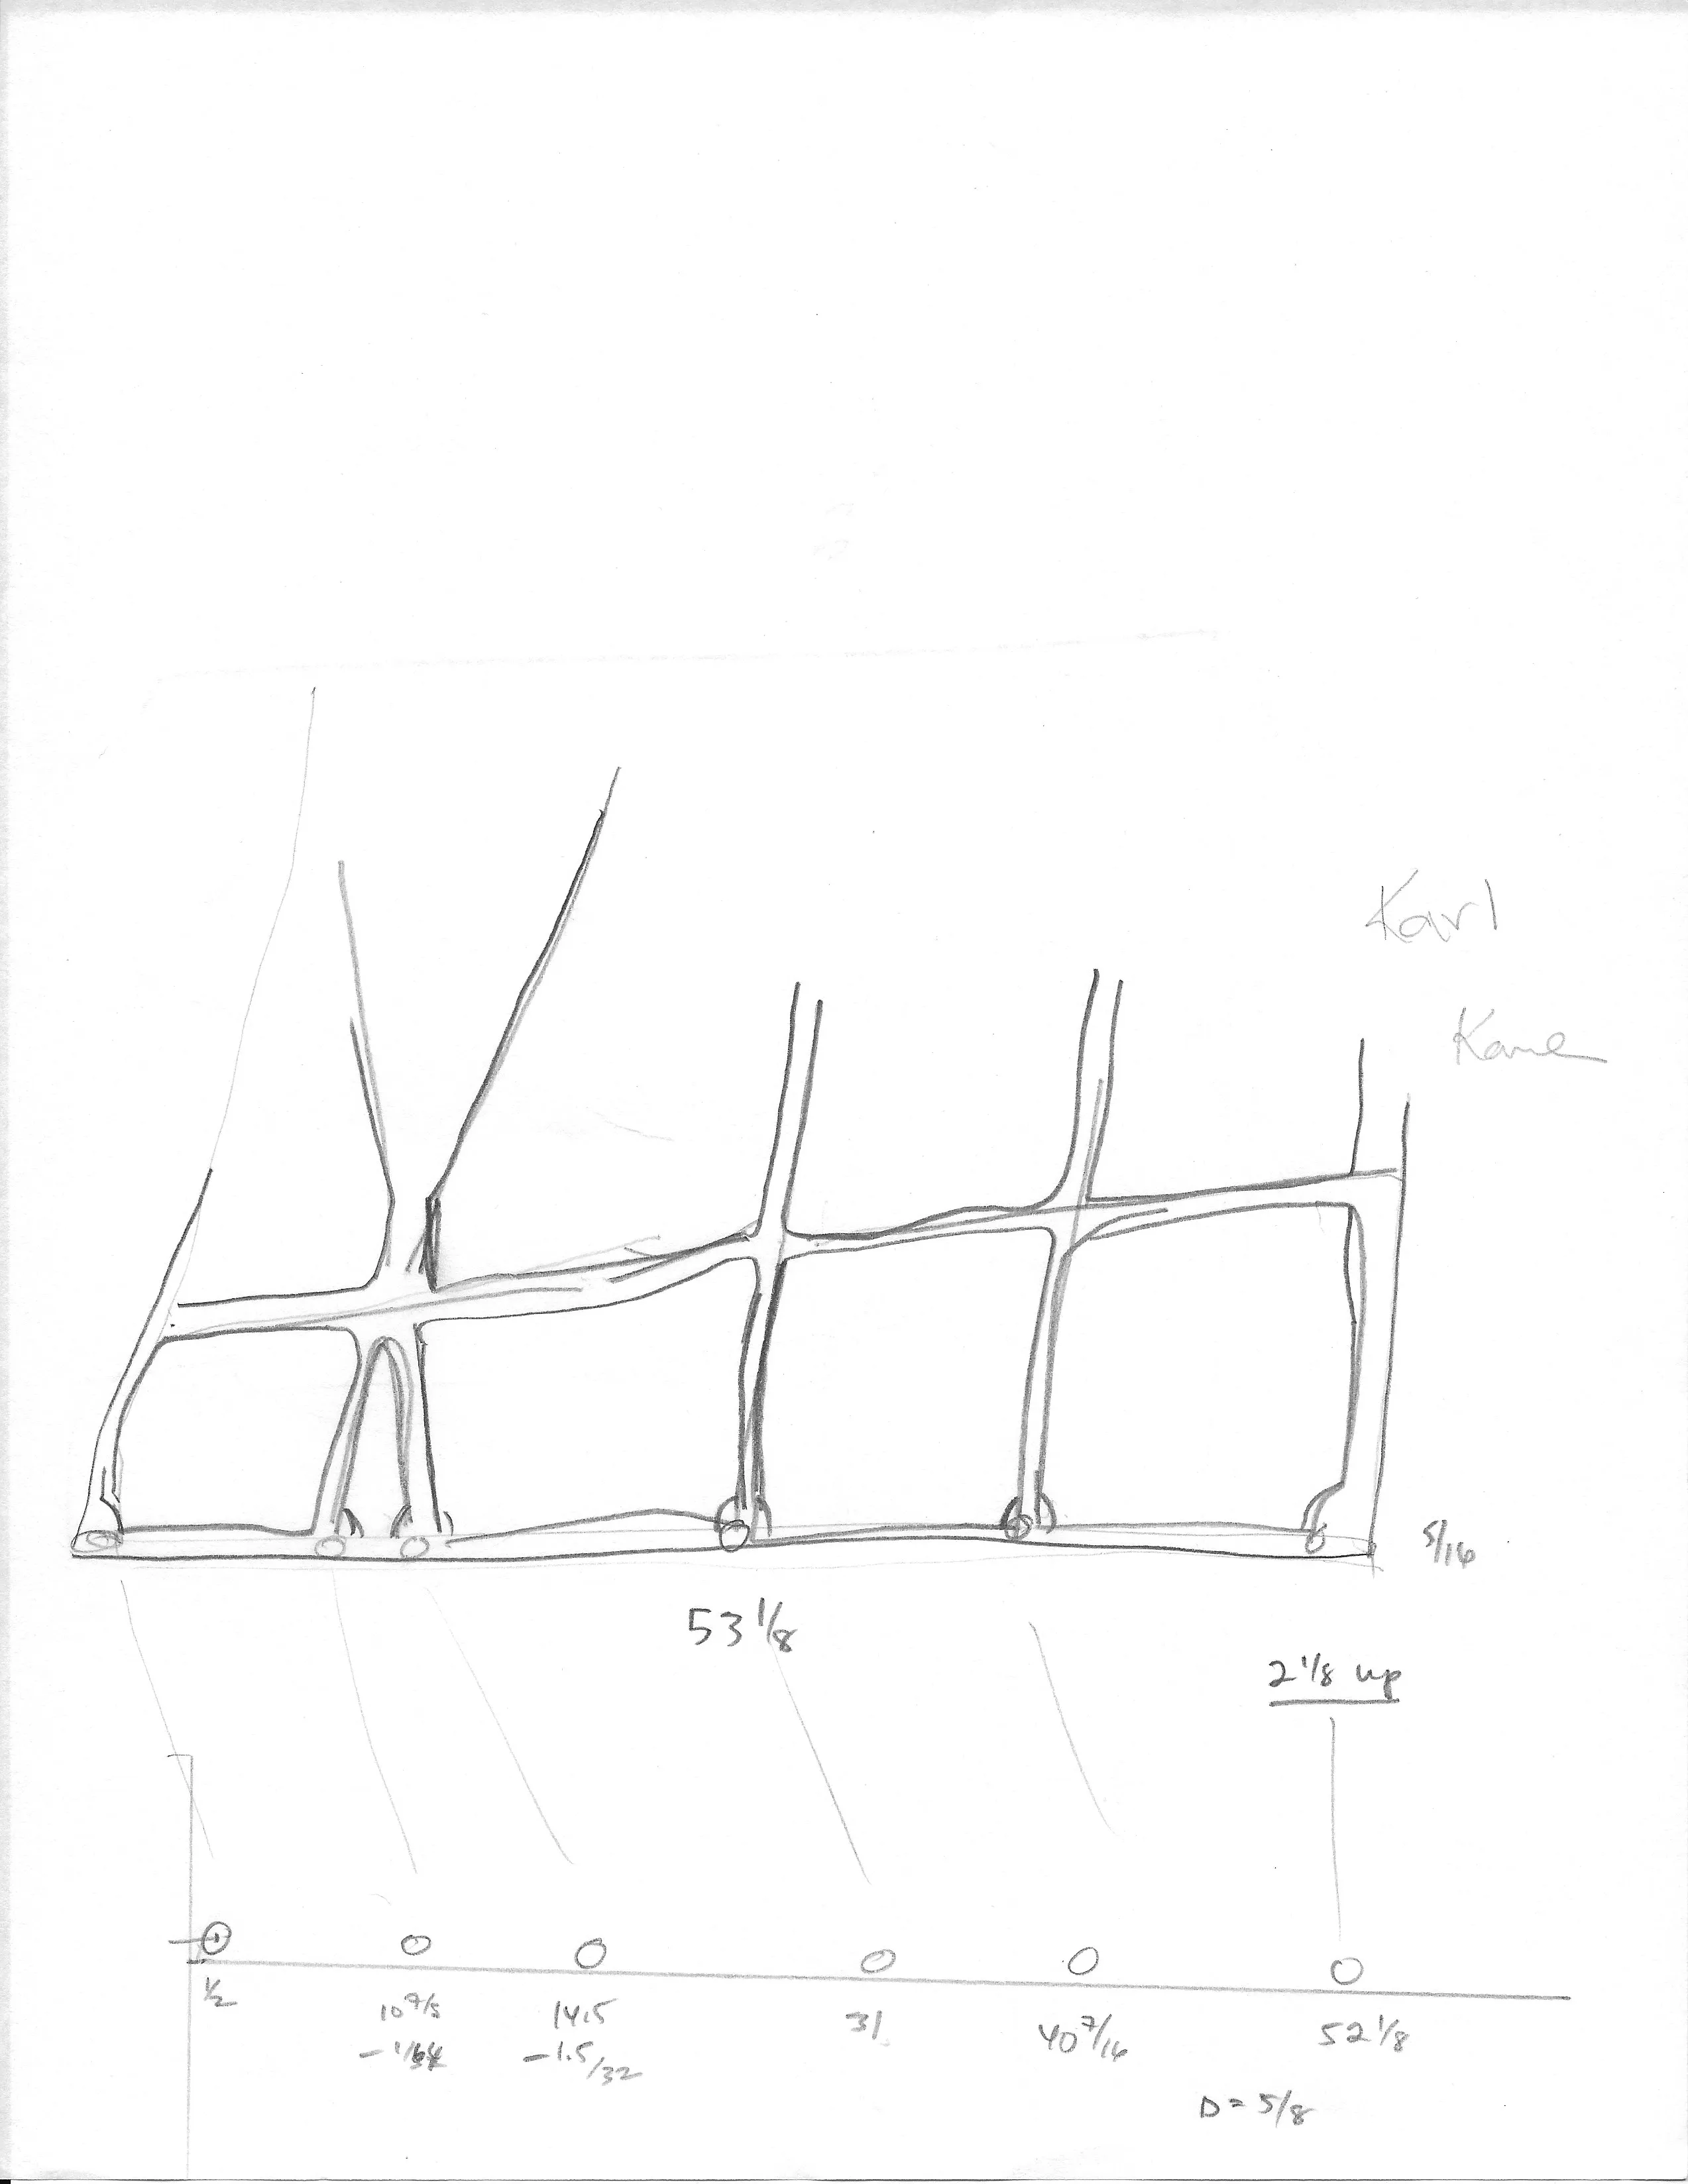 Karl
Kane
5/16
53 1/8
2 1/8 up
1/2
10 7/8
- 1/64
14.5
- 1.5/32
31
40 7/16
52 1/8
D = 5/8